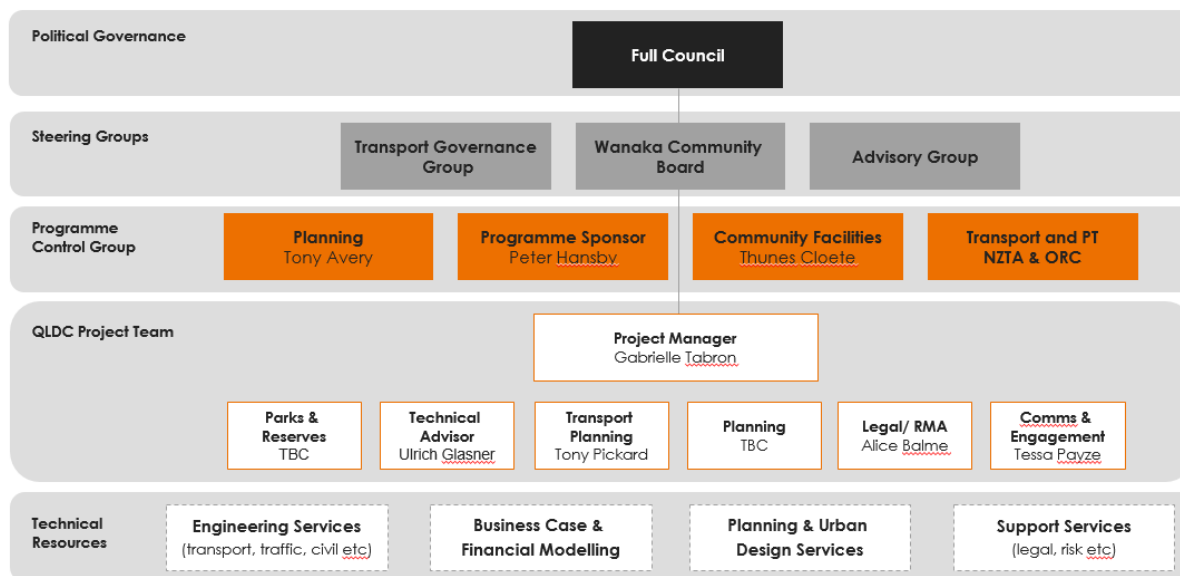 Political Governance
Full Council
Steering Groups
Transport Governance
Group
Wanaka Community
Board
Advisory Group
Programme
Control Group
Planning
Tony Avery
Programme Sponsor
Peter Hansby
Community Facilities
Thunes Cloete
Transport and PT
NZTA & ORC
QLDC Project Team
Project Manager
Gabrielle Tabron
Parks &
Reserves
TBC
Technical
Advisor
Ulrich Glasner
Transport
Planning
Tony Pickard
Planning
TBC
Legal/ RMA
Alice Balme
Comms &
Engagement
Tessa Payze
Technical
Resources
Engineering Services
(transport, traffic, civil etc)
Business Case &
Financial Modelling
Planning & Urban
Design Services
Support Services
(legal, risk etc)